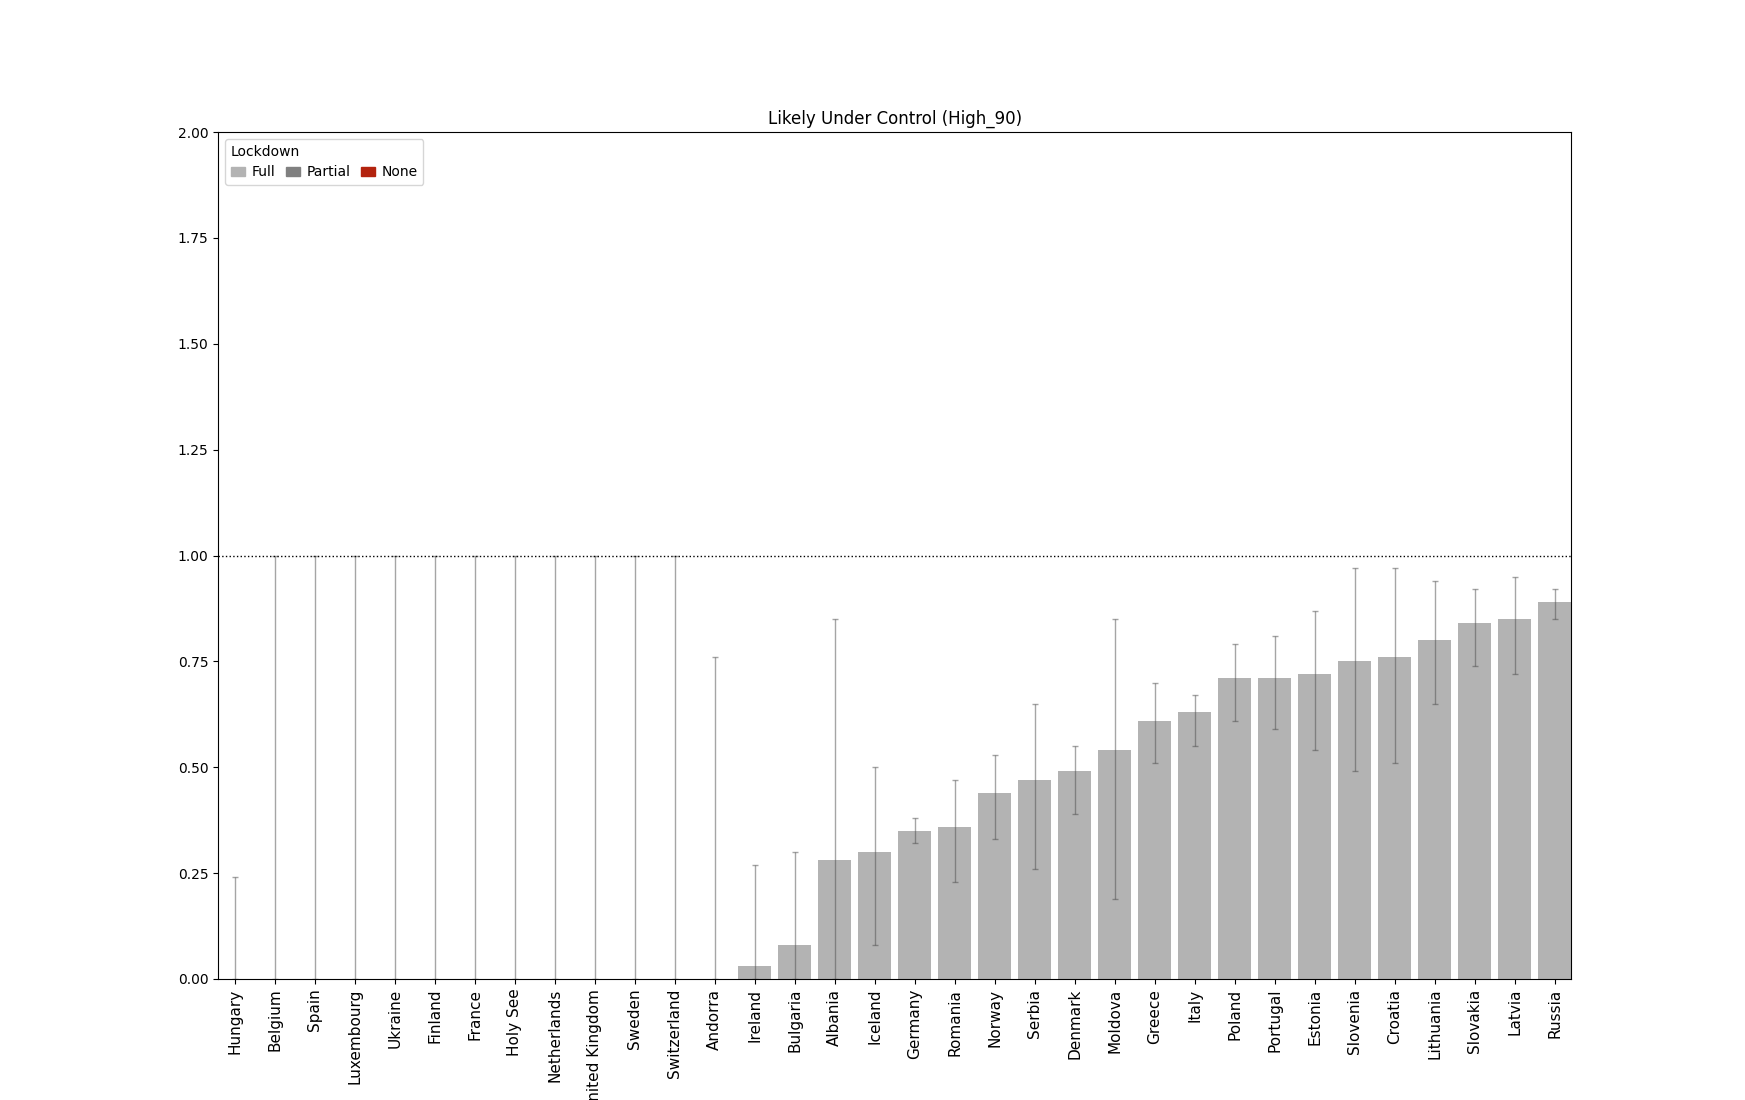 Likely Under Control (High_90)
2.00
Lockdown
Full Partial None
1.75
1.50
1.25
1.00
0.75
0.50
0.25
0.00
Hungary
Belgium
Spain
Luxembourg
Ukraine
Finland
France
Holy See
Netherlands
nited Kingdom
Sweden
Switzerland
Andorra
Ireland
Bulgaria
Albania
Iceland
Germany
Romania
Norway
Serbia
Denmark
Moldova
Greece
Italy
Poland
Portugal
Estonia
Slovenia
Croatia
Lithuania
Slovakia
Latvia
Russia